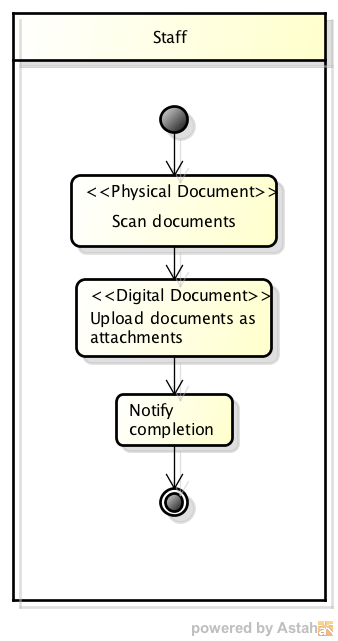 Staff
<<Physical Document>>
Scan documents
<<Digital Document>>
Upload documents as
attachments
Notify
completion
powered by Astah